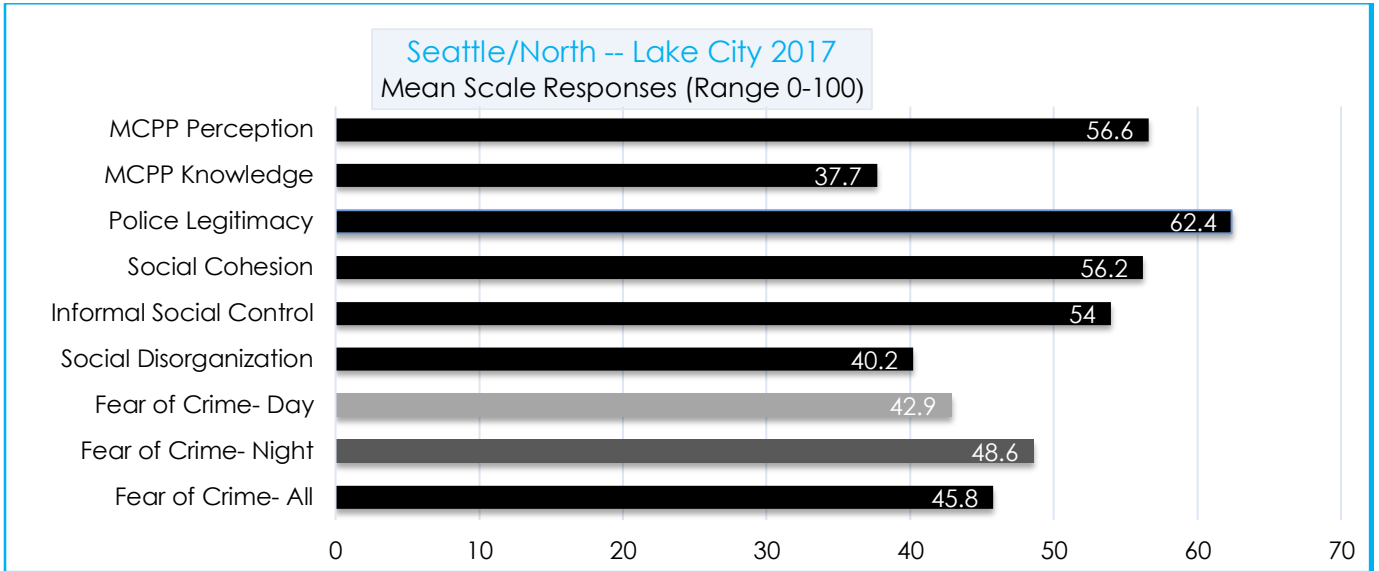 Seattle/North -- Lake City 2017
Mean Scale Responses (Range 0-100)
MCPP Perception 56.6
MCPP Knowledge 37.7
Police Legitimacy 62.4
Social Cohesion 56.2
Informal Social Control 54
Social Disorganization 40.2
Fear of Crime- Day 42.9
Fear of Crime- Night 48.6
Fear of Crime- All 45.8
0 10 20 30 40 50 60 70